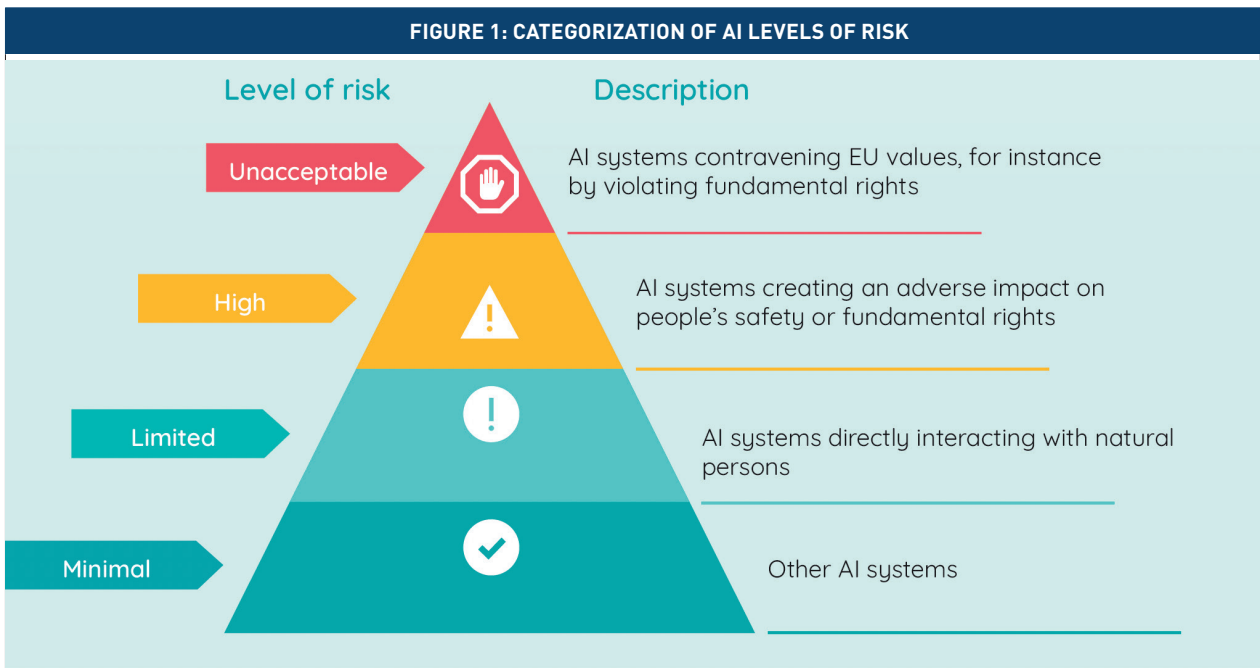 FIGURE 1: CATEGORIZATION OF AI LEVELS OF RISK
Level of risk
Description
Unacceptable
AI systems contravening EU values, for instance
by violating fundamental rights
High
AI systems creating an adverse impact on
people's safety or fundamental rights
Limited
AI systems directly interacting with natural
persons
Minimal
Other AI systems